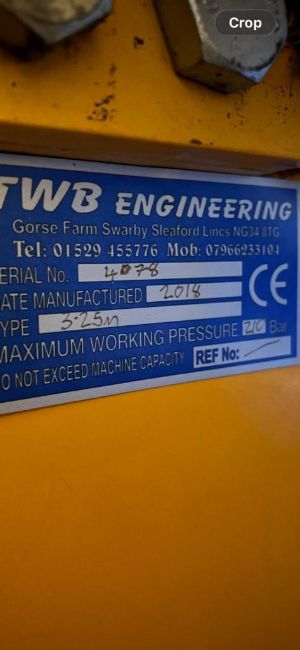 Crop
TWB ENGINEERING
Gorse Farm Swarby Sleaford Lincs NG34 8TG
Tel: 01529 455776 Mob: 07966233104
ERIAL No. 4078
ATE MANUFACTURED 2018
YPE 3.25m
MAXIMUM WORKING PRESSURE 210 Bar
O NOT EXCEED MACHINE CAPACITY REF No:
CE